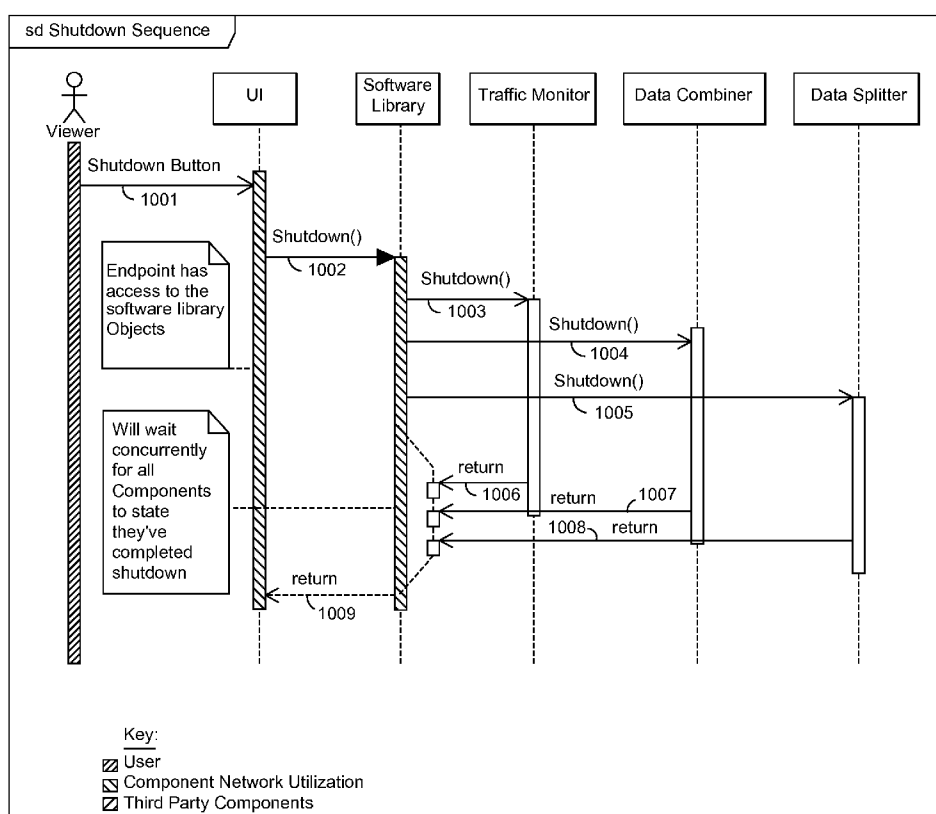 sd Shutdown Sequence
Viewer
UI
Software
Library
Traffic Monitor
Data Combiner
Data Splitter
Shutdown Button
1001
Shutdown()
1002
Endpoint has
access to the
software library
Objects
Shutdown()
1003
Shutdown()
1004
Shutdown()
1005
Will wait
concurrently
for all
Components
to state
they've
completed
shutdown
return
1006
return
1007
1008
return
return
1009
Key:
User
Component Network Utilization
Third Party Components